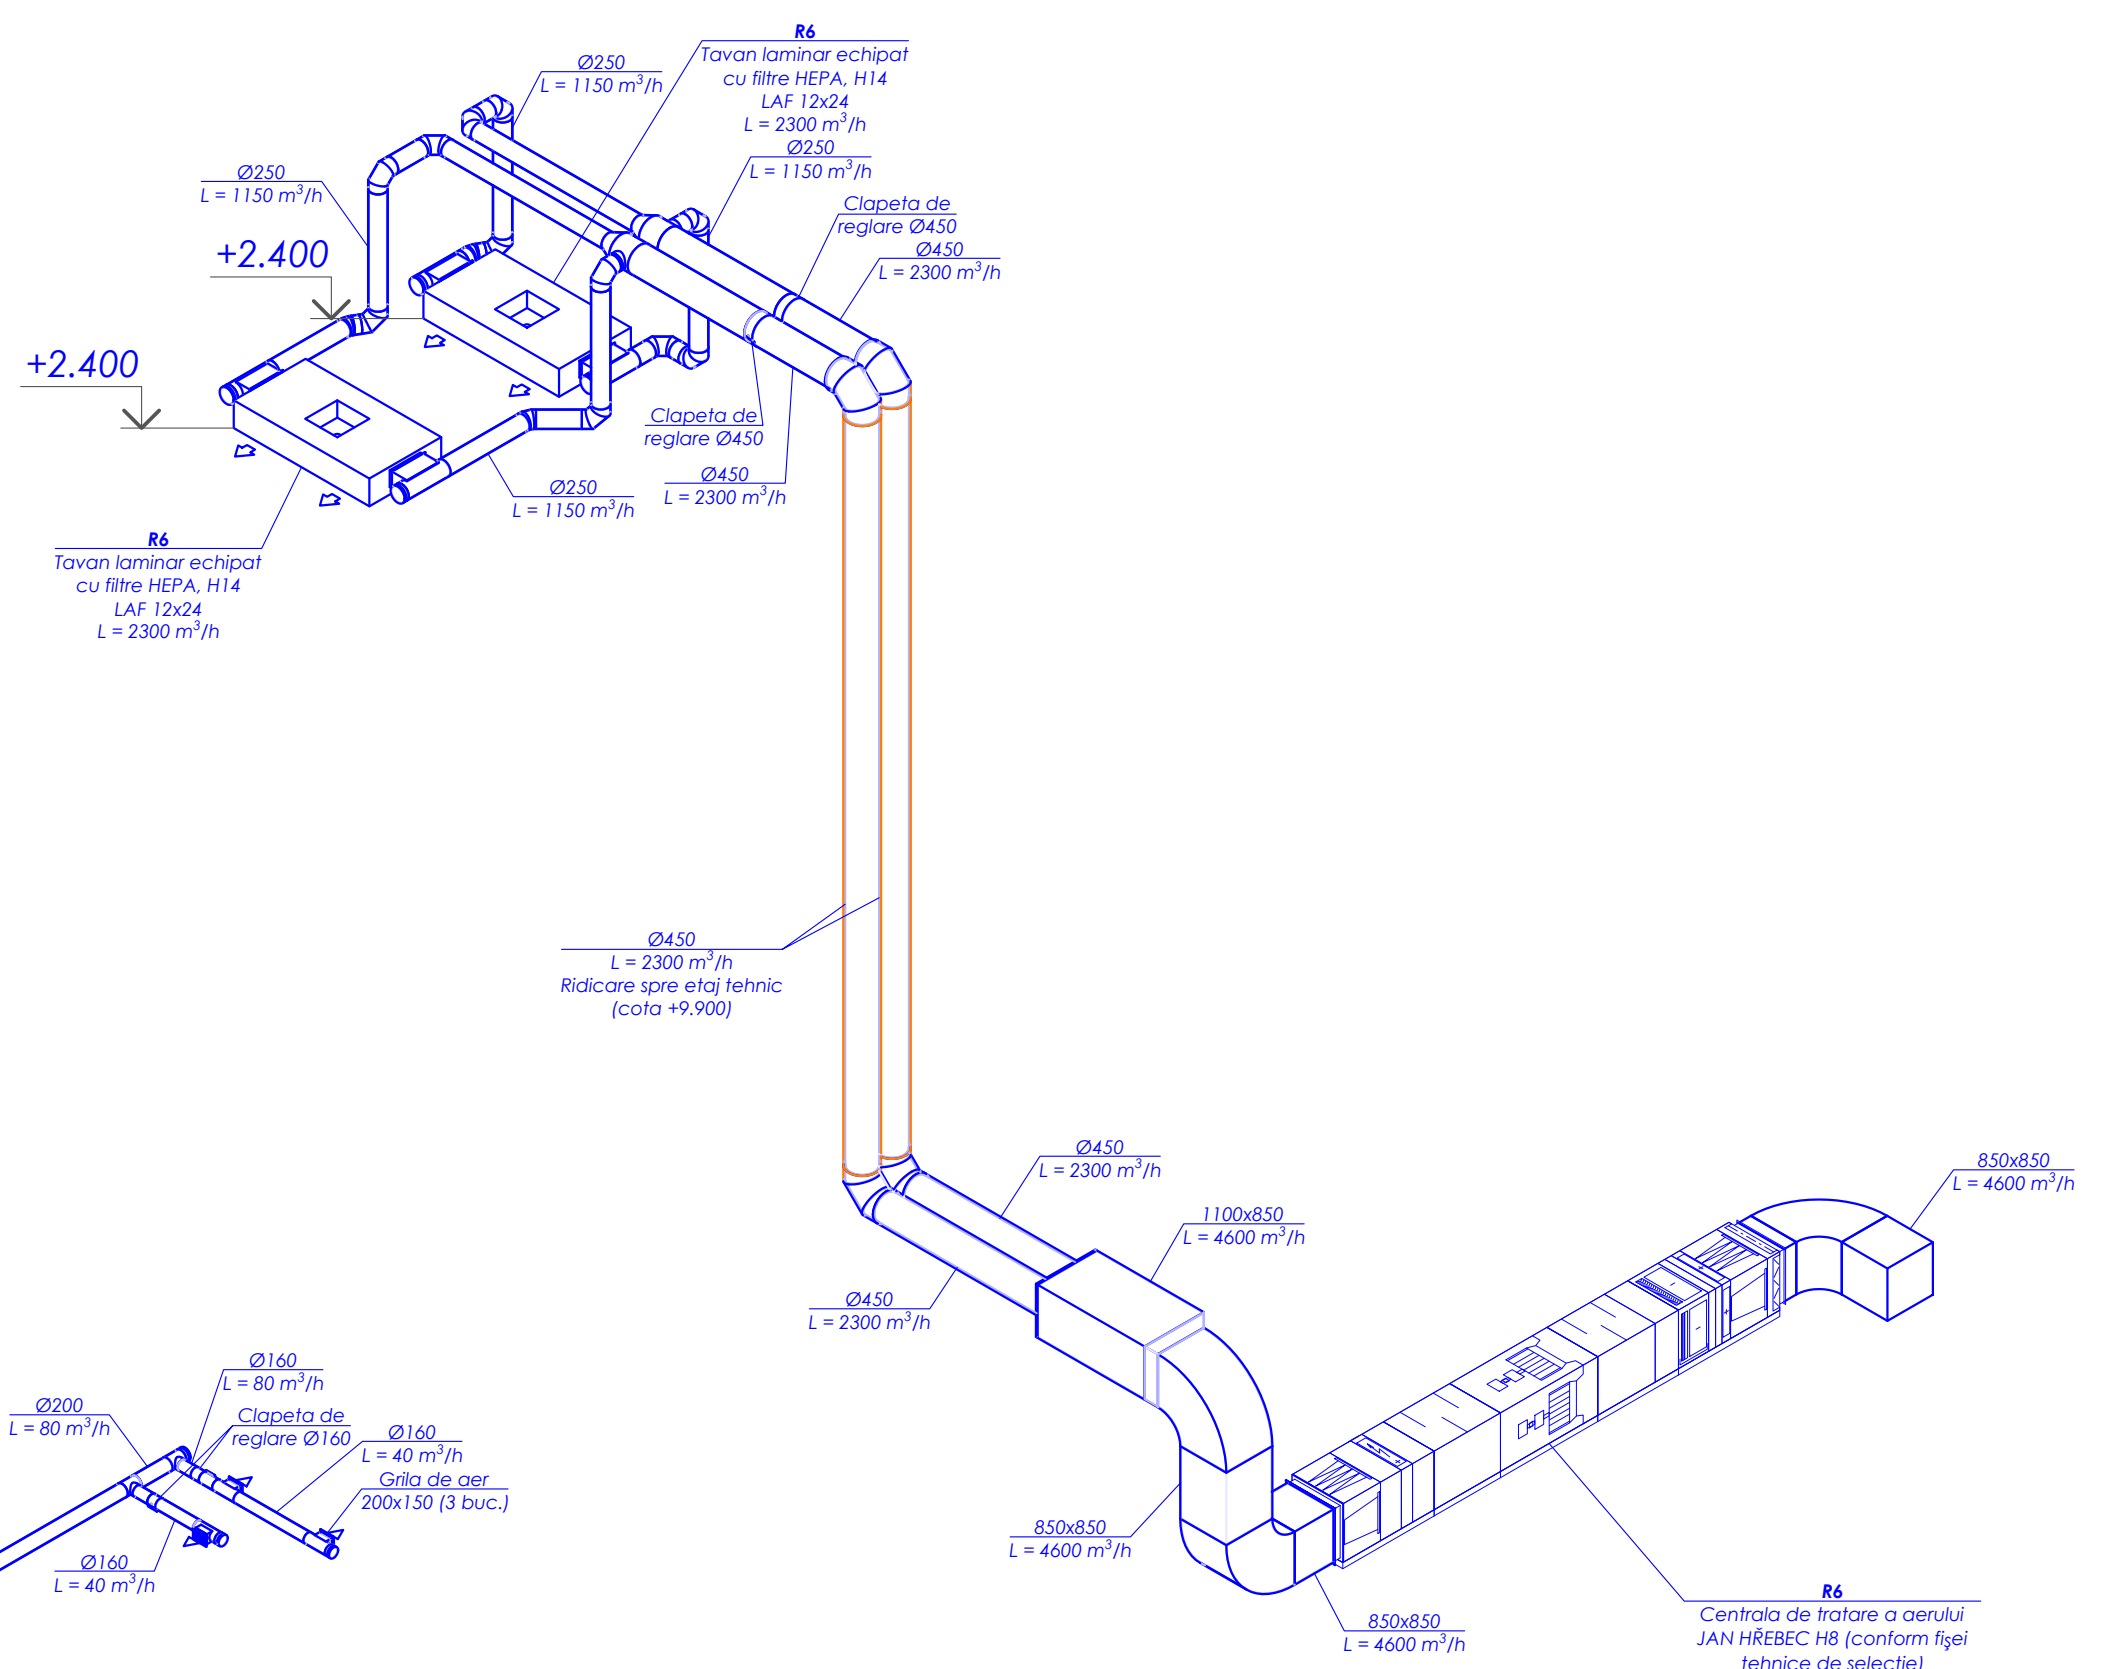 R6
Tavan laminar echipat
cu filtre HEPA, H14
LAF 12x24
L = 2300 m³/h
Ø250
L = 1150 m³/h
Ø250
L = 1150 m³/h
Ø250
L = 1150 m³/h
Clapeta de
reglare Ø450
Ø450
L = 2300 m³/h
+2.400
+2.400
Clapeta de
reglare Ø450
Ø450
L = 2300 m³/h
Ø250
L = 1150 m³/h
R6
Tavan laminar echipat
cu filtre HEPA, H14
LAF 12x24
L = 2300 m³/h
Ø450
L = 2300 m³/h
Ridicare spre etaj tehnic
(cota +9.900)
Ø450
L = 2300 m³/h
850x850
L = 4600 m³/h
1100x850
L = 4600 m³/h
Ø450
L = 2300 m³/h
Ø160
L = 80 m³/h
Ø200
L = 80 m³/h
Clapeta de
reglare Ø160
Ø160
L = 40 m³/h
Grila de aer
200x150 (3 buc.)
Ø160
L = 40 m³/h
850x850
L = 4600 m³/h
850x850
L = 4600 m³/h
R6
Centrala de tratare a aerului
JAN HŘEBEC H8 (conform fişei
tehnice de selectie)